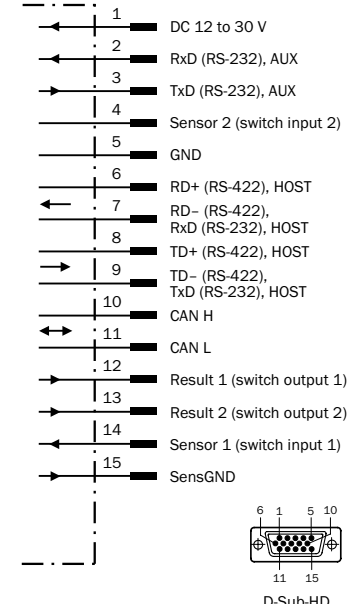 1 DC 12 to 30 V
2 RxD (RS-232), AUX
3 TxD (RS-232), AUX
4 Sensor 2 (switch input 2)
5 GND
6 RD+ (RS-422), HOST
7 RD– (RS-422),
RxD (RS-232), HOST
8 TD+ (RS-422), HOST
9 TD– (RS-422),
TxD (RS-232), HOST
10 CAN H
11 CAN L
12 Result 1 (switch output 1)
13 Result 2 (switch output 2)
14 Sensor 1 (switch input 1)
15 SensGND
6 1 5 10
11 15
D-Sub-HD